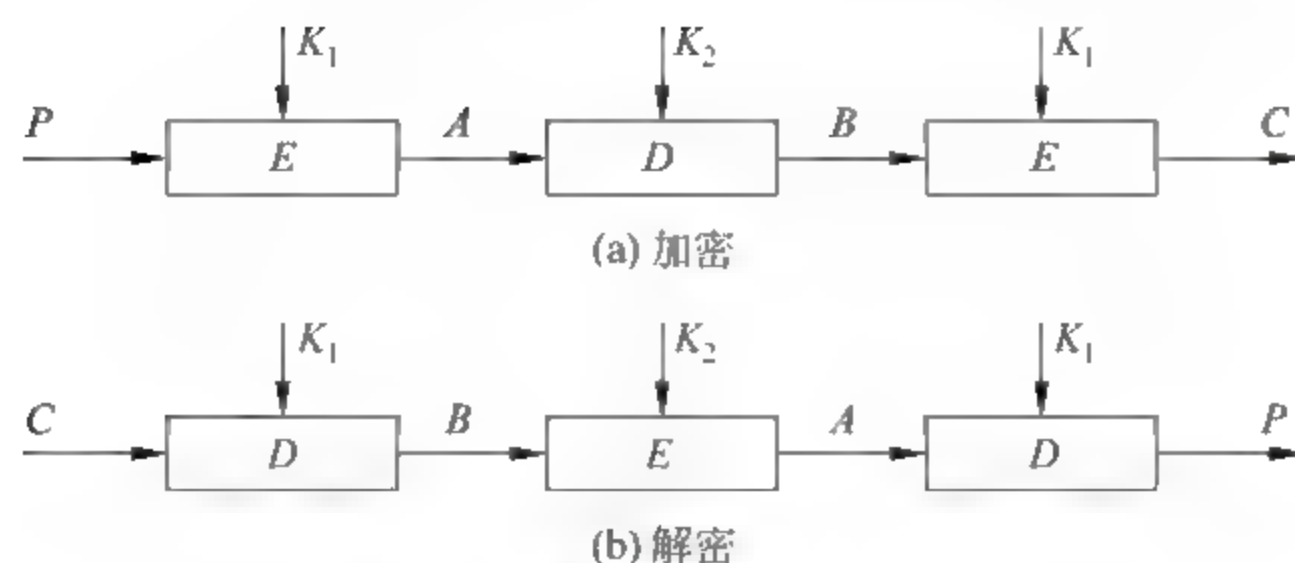 K₁ K₂ K₁
P A B C
E D E
(a) 加密
K₁ K₂ K₁
C B A P
D E D
(b) 解密